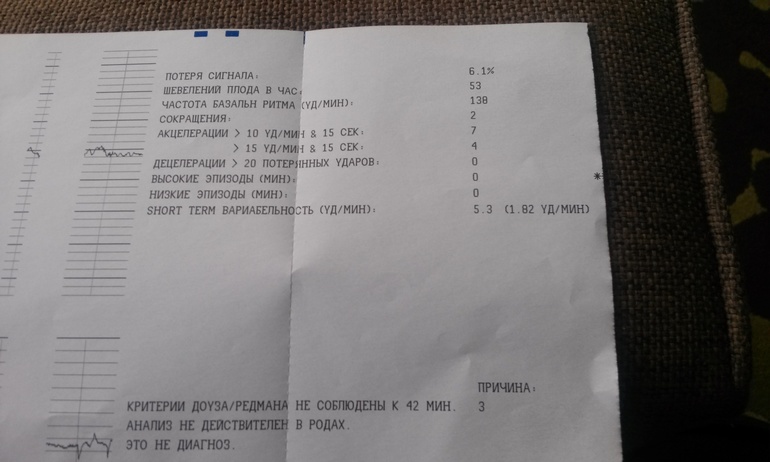 ПОТЕРЯ СИГНАЛА: 6.1%
ШЕВЕЛЕНИЙ ПЛОДА В ЧАС: 53
ЧАСТОТА БАЗАЛЬН РИТМА (УД/МИН): 138
СОКРАЩЕНИЯ: 2
АКЦЕЛЕРАЦИИ > 10 УД/МИН & 15 СЕК: 7
> 15 УД/МИН & 15 СЕК: 4
ДЕЦЕЛЕРАЦИИ > 20 ПОТЕРЯННЫХ УДАРОВ: 0
ВЫСОКИЕ ЭПИЗОДЫ (МИН): 0 *
НИЗКИЕ ЭПИЗОДЫ (МИН): 0
SHORT TERM ВАРИАБЕЛЬНОСТЬ (УД/МИН): 5.3 (1.82 УД/МИН)
ПРИЧИНА:
КРИТЕРИИ ДОУЗА/РЕДМАНА НЕ СОБЛЮДЕНЫ К 42 МИН. 3
АНАЛИЗ НЕ ДЕЙСТВИТЕЛЕН В РОДАХ.
ЭТО НЕ ДИАГНОЗ.